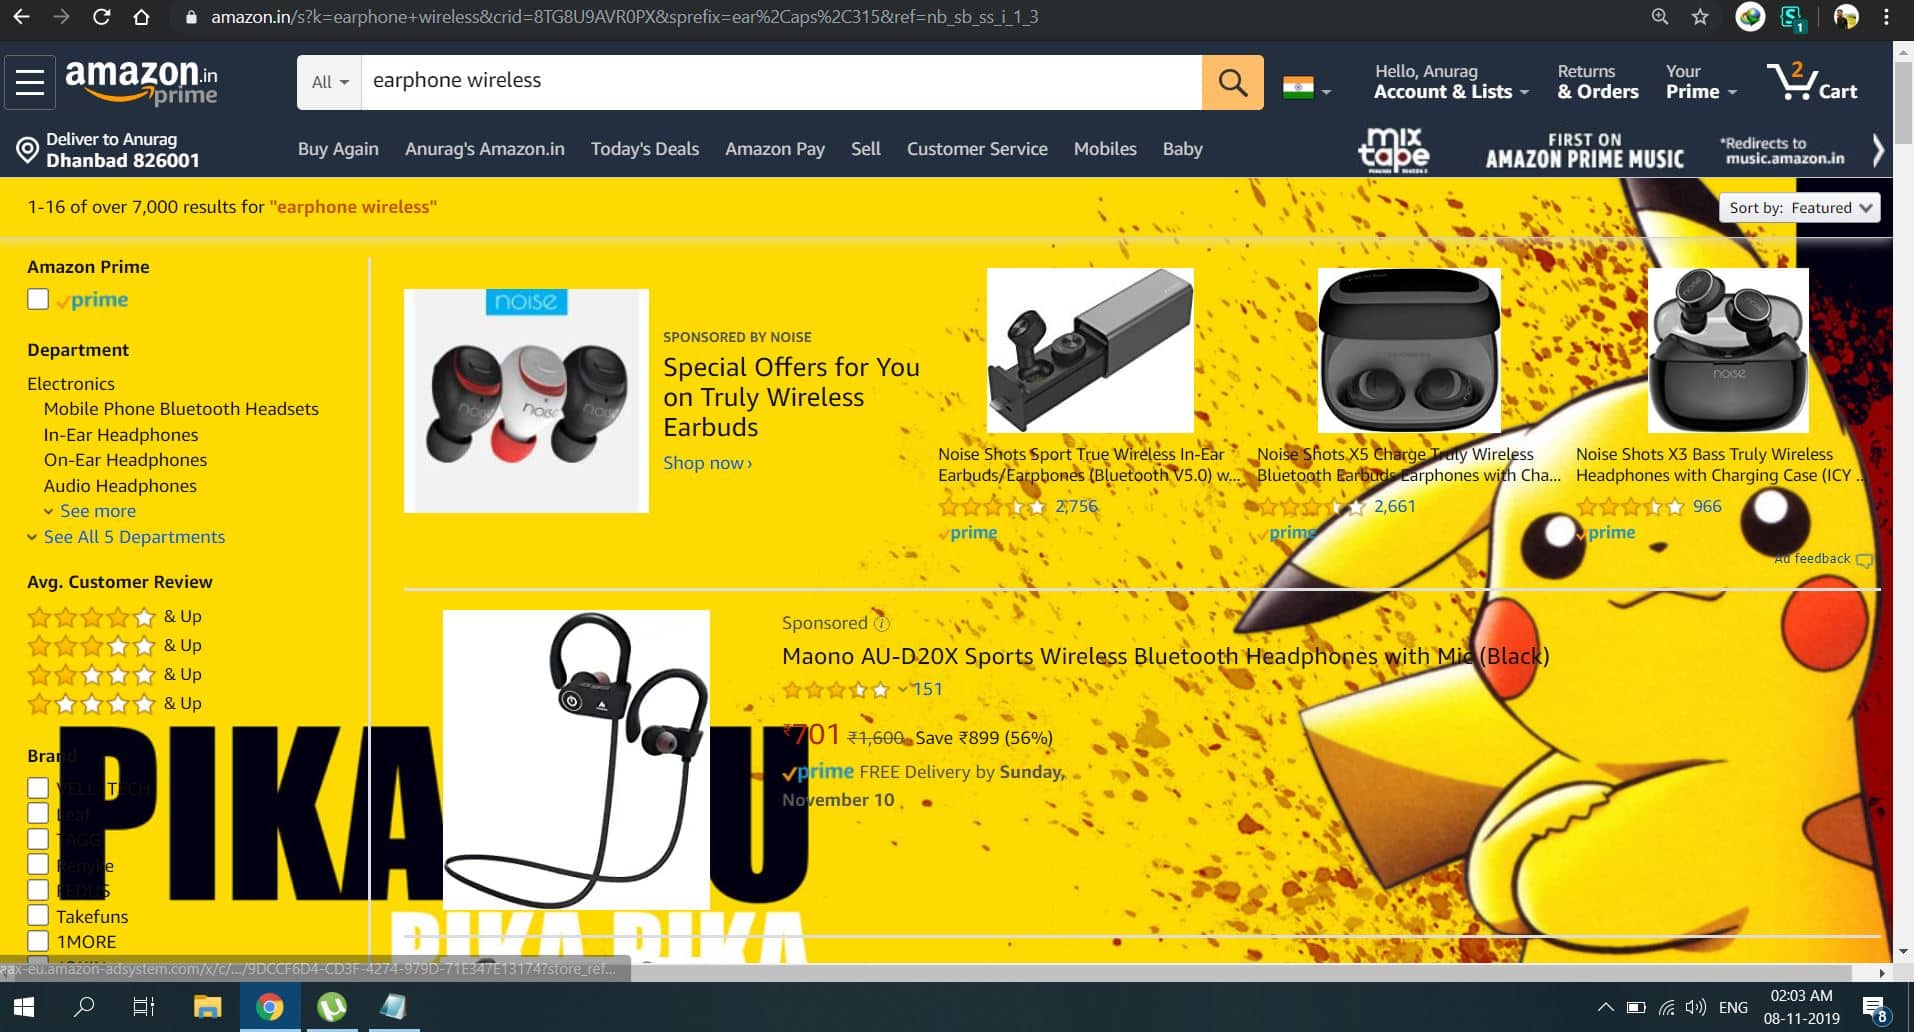 amazon.in/s?k=earphone+wireless&crid=8TG8U9AVR0PX&sprefix=ear%2Caps%2C315&ref=nb_sb_ss_i_1_3
1
amazon.in
prime
All
earphone wireless
Hello, Anurag
Account & Lists
Returns
& Orders
Your
Prime
2
Cart
Deliver to Anurag
Dhanbad 826001
Buy Again
Anurag's Amazon.in
Today's Deals
Amazon Pay
Sell
Customer Service
Mobiles
Baby
mix
tape
FIRST ON
AMAZON PRIME MUSIC
*Redirects to
music.amazon.in
1-16 of over 7,000 results for "earphone wireless"
Sort by: Featured
Amazon Prime
prime
Department
Electronics
Mobile Phone Bluetooth Headsets
In-Ear Headphones
On-Ear Headphones
Audio Headphones
See more
See All 5 Departments
Avg. Customer Review
& Up
& Up
& Up
& Up
Brand
VELL-TECH
Leaf
TAGG
Renyke
Takefuns
1MORE
noise
noise
noise
SPONSORED BY NOISE
Special Offers for You
on Truly Wireless
Earbuds
Shop now›
Noise Shots Sport True Wireless In-Ear
Earbuds/Earphones (Bluetooth V5.0) w...
2,756
prime
Noise Shots X5 Charge Truly Wireless
Bluetooth Earbuds Earphones with Cha...
2,661
prime
noise
Noise Shots X3 Bass Truly Wireless
Headphones with Charging Case (ICY ...
966
prime
Ad feedback
Sponsored
Maono AU-D20X Sports Wireless Bluetooth Headphones with Mic (Black)
151
₹701 ₹1,600 Save ₹899 (56%)
prime FREE Delivery by Sunday,
November 10
PIKA
U
PIKA PIKA
aax-eu.amazon-adsystem.com/x/c/.../9DCCF6D4-CD3F-4274-979D-71E347E13174?store_ref...
ENG
02:03 AM
08-11-2019
8